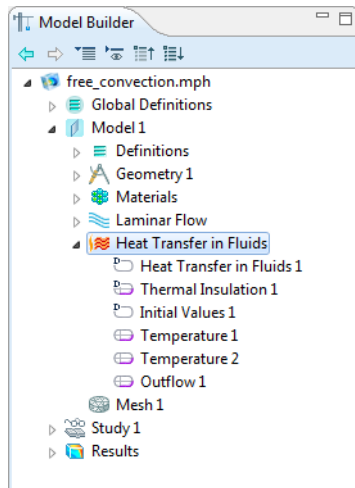 Model Builder
free_convection.mph
Global Definitions
Model 1
Definitions
Geometry 1
Materials
Laminar Flow
Heat Transfer in Fluids
Heat Transfer in Fluids 1
Thermal Insulation 1
Initial Values 1
Temperature 1
Temperature 2
Outflow 1
Mesh 1
Study 1
Results